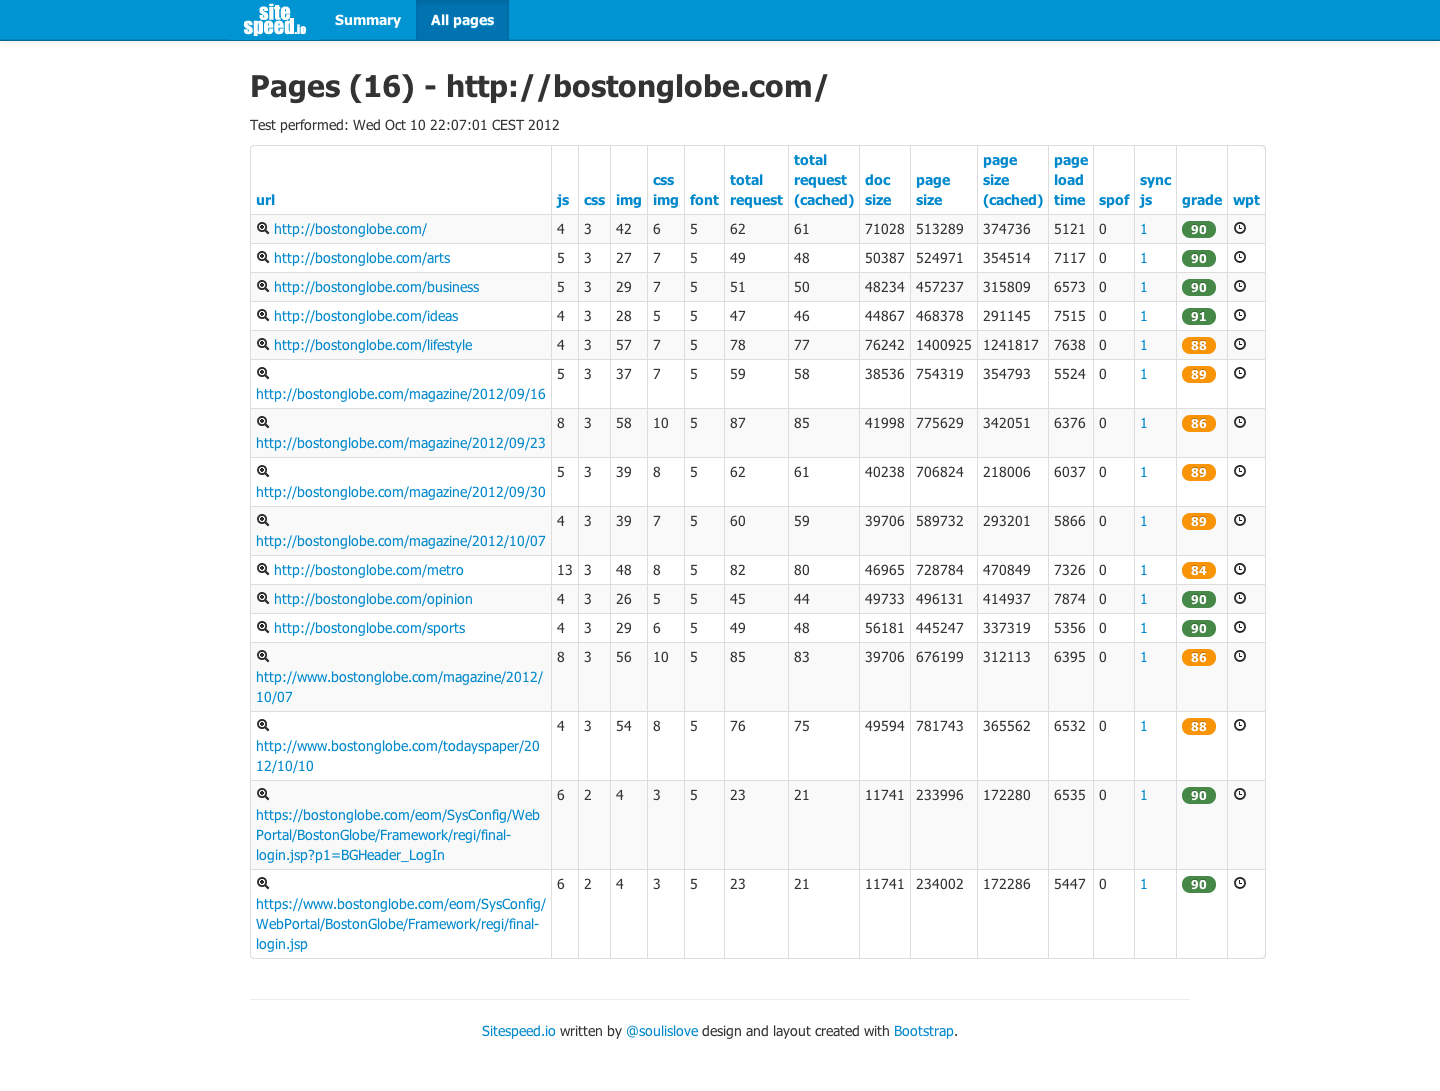 site
speed.io
Summary
All pages
Pages (16) - http://bostonglobe.com/
Test performed: Wed Oct 10 22:07:01 CEST 2012
url js css img css img font total request total request (cached) doc size page size page size (cached) page load time spof sync js grade wpt
http://bostonglobe.com/ 4 3 42 6 5 62 61 71028 513289 374736 5121 0 1 90
http://bostonglobe.com/arts 5 3 27 7 5 49 48 50387 524971 354514 7117 0 1 90
http://bostonglobe.com/business 5 3 29 7 5 51 50 48234 457237 315809 6573 0 1 90
http://bostonglobe.com/ideas 4 3 28 5 5 47 46 44867 468378 291145 7515 0 1 91
http://bostonglobe.com/lifestyle 4 3 57 7 5 78 77 76242 1400925 1241817 7638 0 1 88
5 3 37 7 5 59 58 38536 754319 354793 5524 0 1 89
http://bostonglobe.com/magazine/2012/09/16
8 3 58 10 5 87 85 41998 775629 342051 6376 0 1 86
http://bostonglobe.com/magazine/2012/09/23
5 3 39 8 5 62 61 40238 706824 218006 6037 0 1 89
http://bostonglobe.com/magazine/2012/09/30
4 3 39 7 5 60 59 39706 589732 293201 5866 0 1 89
http://bostonglobe.com/magazine/2012/10/07
http://bostonglobe.com/metro 13 3 48 8 5 82 80 46965 728784 470849 7326 0 1 84
http://bostonglobe.com/opinion 4 3 26 5 5 45 44 49733 496131 414937 7874 0 1 90
http://bostonglobe.com/sports 4 3 29 6 5 49 48 56181 445247 337319 5356 0 1 90
8 3 56 10 5 85 83 39706 676199 312113 6395 0 1 86
http://www.bostonglobe.com/magazine/2012/
10/07
4 3 54 8 5 76 75 49594 781743 365562 6532 0 1 88
http://www.bostonglobe.com/todayspaper/20
12/10/10
6 2 4 3 5 23 21 11741 233996 172280 6535 0 1 90
https://bostonglobe.com/eom/SysConfig/Web
Portal/BostonGlobe/Framework/regi/final-
login.jsp?p1=BGHeader_LogIn
6 2 4 3 5 23 21 11741 234002 172286 5447 0 1 90
https://www.bostonglobe.com/eom/SysConfig/
WebPortal/BostonGlobe/Framework/regi/final-
login.jsp
Sitespeed.io written by @soulislove design and layout created with Bootstrap.